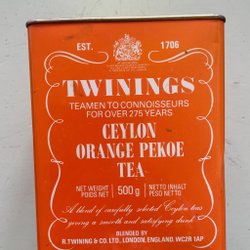 EST. 1706
TWININGS
TEAMEN TO CONNOISSEURS
FOR OVER 275 YEARS
CEYLON
ORANGE PEKOE
TEA
NET WEIGHT 500g NETTO INHALT
POIDS NET PESO NETTO
A blend of carefully selected Ceylon teas
giving a smooth and satisfying drink
BLENDED BY
R.TWINING & CO. LTD., LONDON, ENGLAND. WC2R 1AP